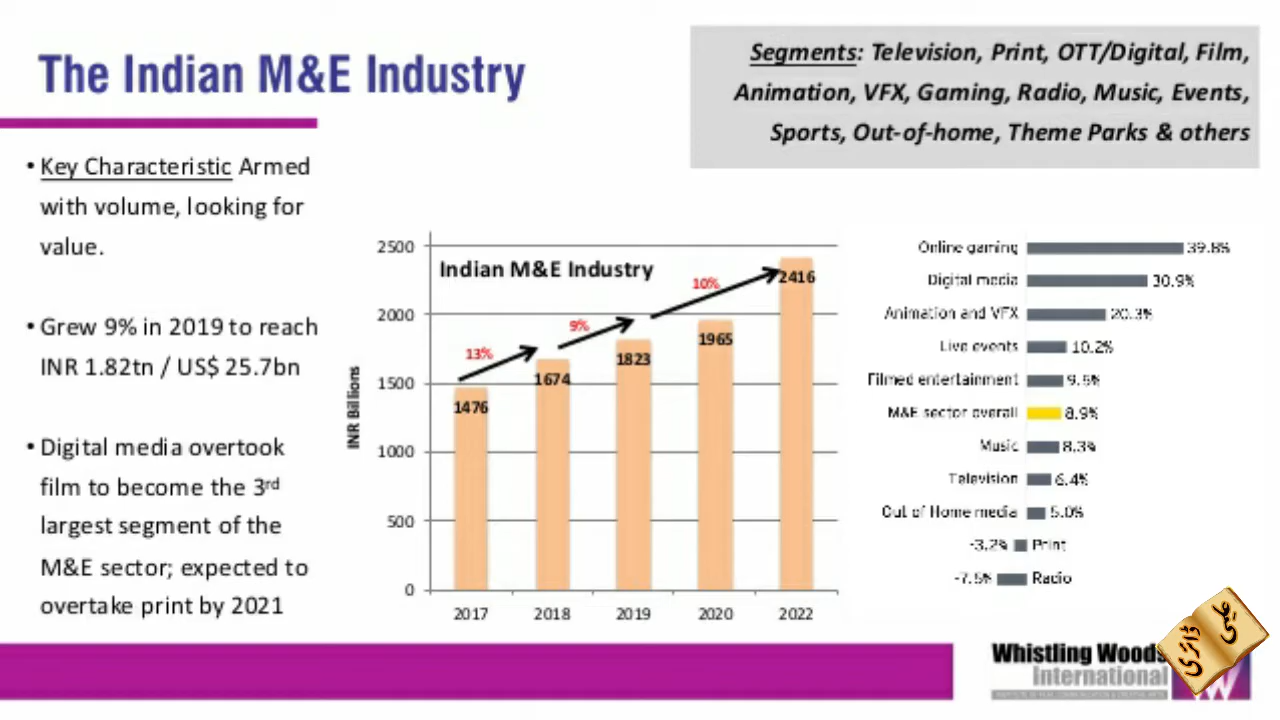 The Indian M&E Industry
Segments: Television, Print, OTT/Digital, Film,
Animation, VFX, Gaming, Radio, Music, Events,
Sports, Out-of-home, Theme Parks & others
• Key Characteristic Armed
with volume, looking for
value.
• Grew 9% in 2019 to reach
INR 1.82tn / US$ 25.7bn
• Digital media overtook
film to become the 3rd
largest segment of the
M&E sector; expected to
overtake print by 2021
Indian M&E Industry
INR Billions
2500
2000
1500
1000
500
0
13%
9%
10%
1476
1674
1823
1965
2416
2017 2018 2019 2020 2022
Online gaming 39.8%
Digital media 30.9%
Animation and VFX 20.3%
Live events 10.2%
Filmed entertainment
M&E sector overall 8.9%
Music 8.3%
Television 6.4%
Out of Home media 5.0%
-3.2% Print
Radio
Whistling Woods
International